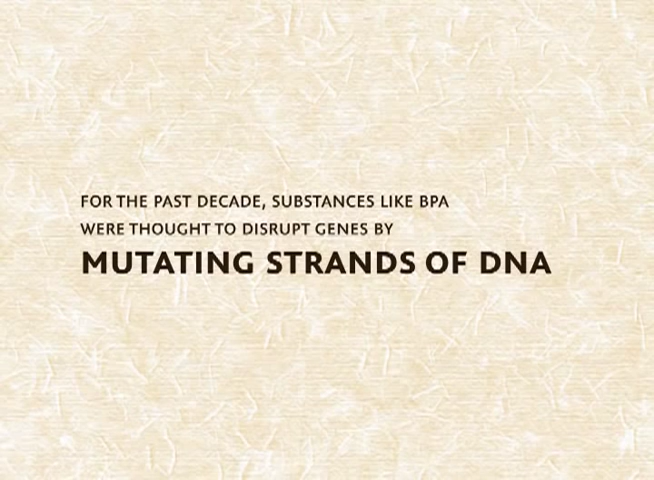 FOR THE PAST DECADE, SUBSTANCES LIKE BPA
WERE THOUGHT TO DISRUPT GENES BY
MUTATING STRANDS OF DNA